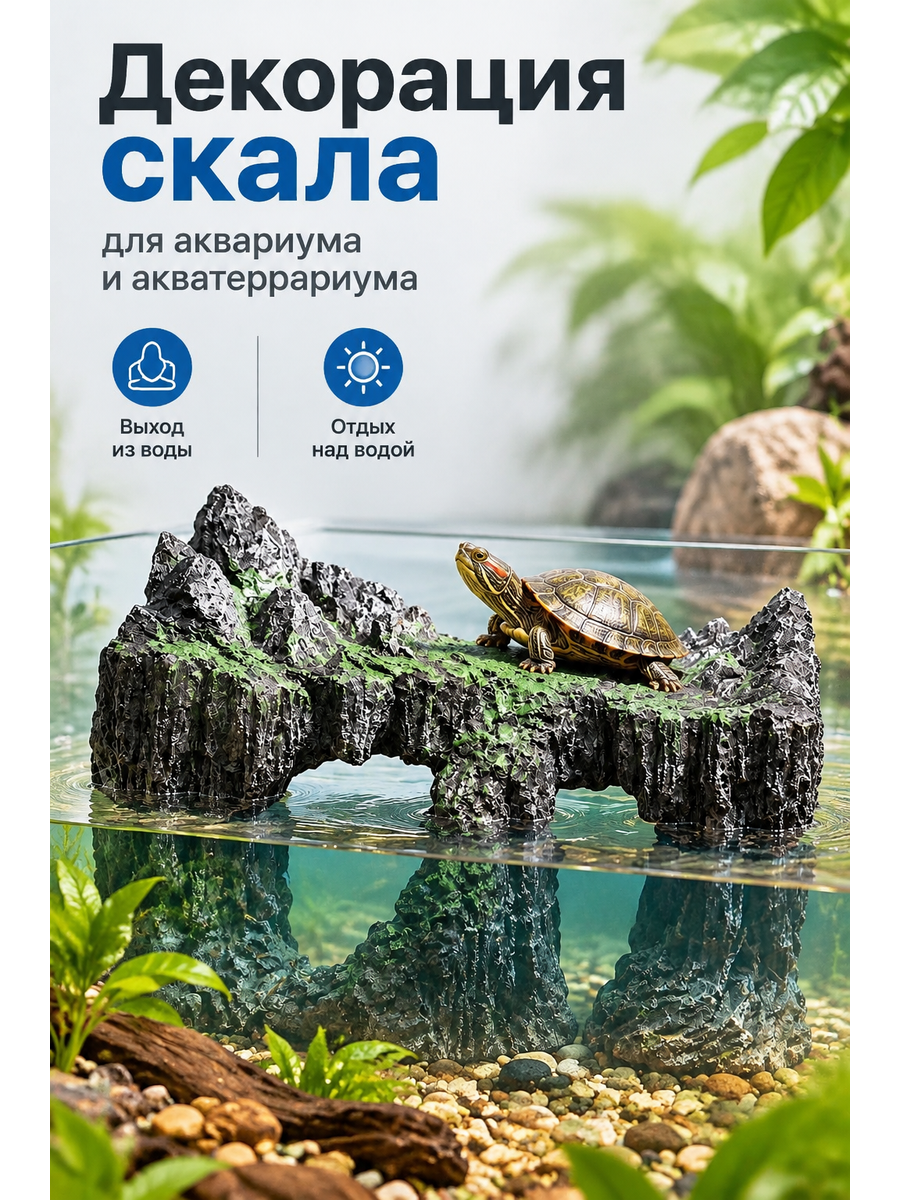 Декорация
скала
для аквариума
и акватеррариума
Выход
из воды
Отдых
над водой